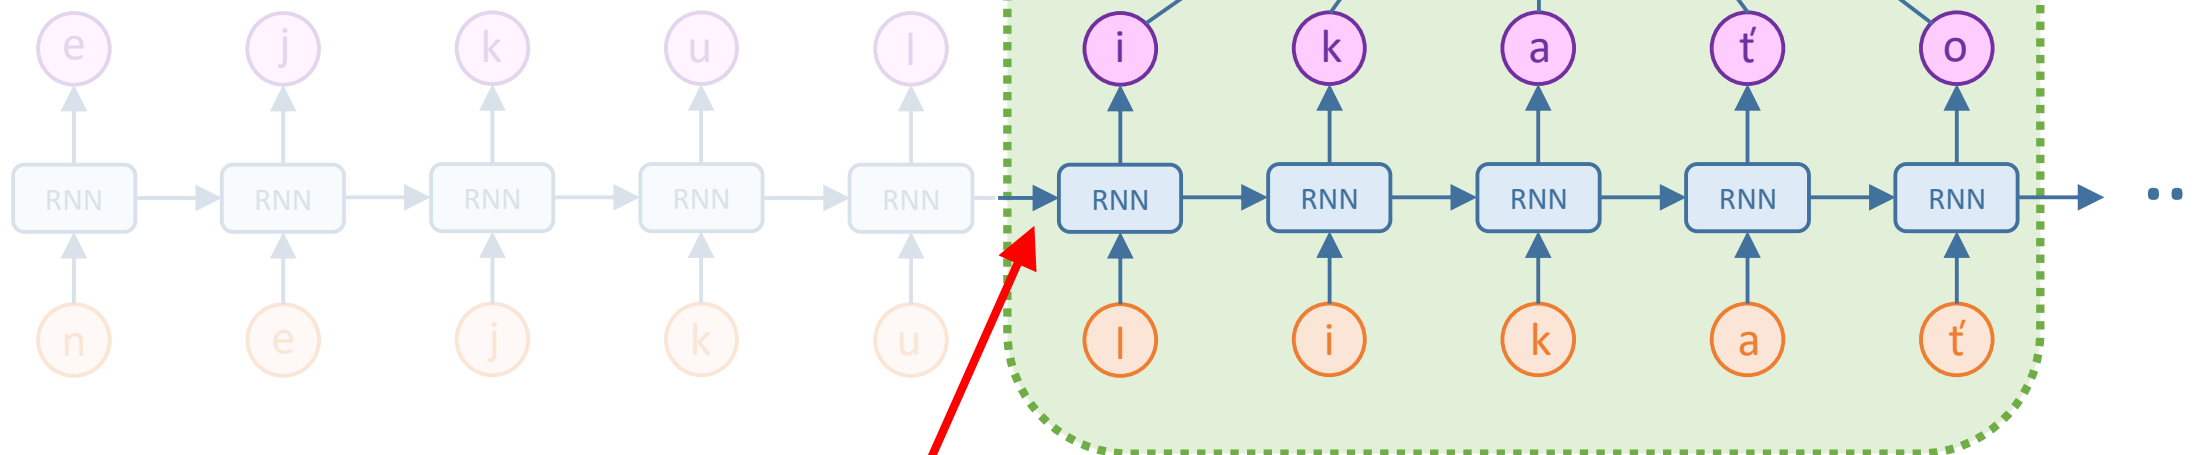 e j k u l i k a ť o
RNN RNN RNN RNN RNN RNN RNN RNN RNN RNN ..
n e j k u l i k a ť